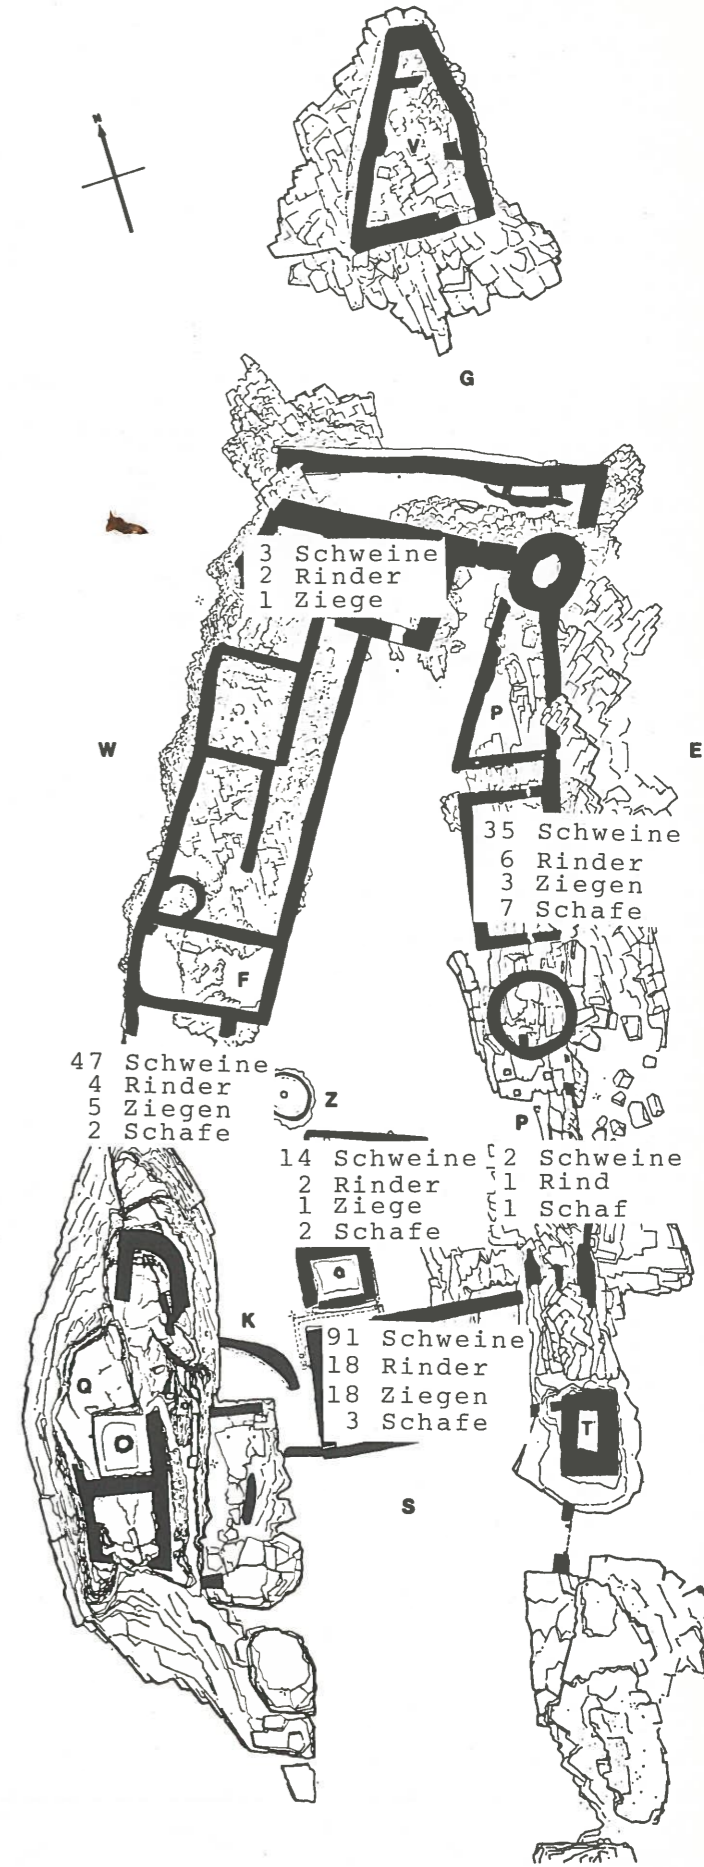 N
V
G
3 Schweine
2 Rinder
1 Ziege
W
P
E
35 Schweine
6 Rinder
3 Ziegen
7 Schafe
F
47 Schweine
4 Rinder
5 Ziegen
2 Schafe
Z
P
14 Schweine
2 Rinder
1 Ziege
2 Schafe
2 Schweine
1 Rind
1 Schaf
G
K
91 Schweine
18 Rinder
18 Ziegen
3 Schafe
Q
O
T
S